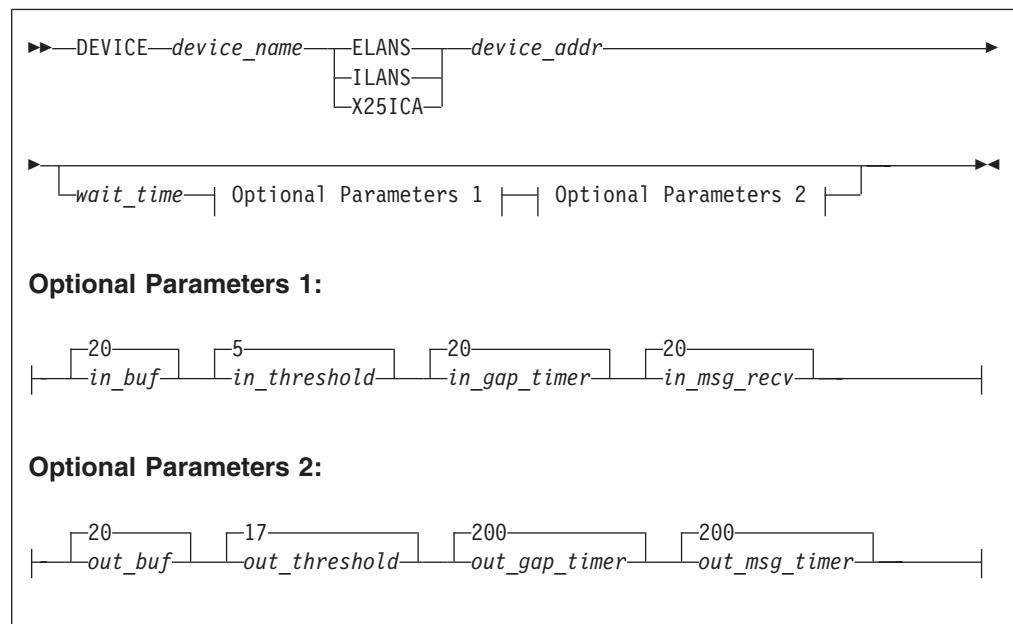 DEVICE device_name ELANS device_addr
ILANS
X25ICA
wait_time Optional Parameters 1 Optional Parameters 2
Optional Parameters 1:
20 5 20 20
in_buf in_threshold in_gap_timer in_msg_recv
Optional Parameters 2:
20 17 200 200
out_buf out_threshold out_gap_timer out_msg_timer